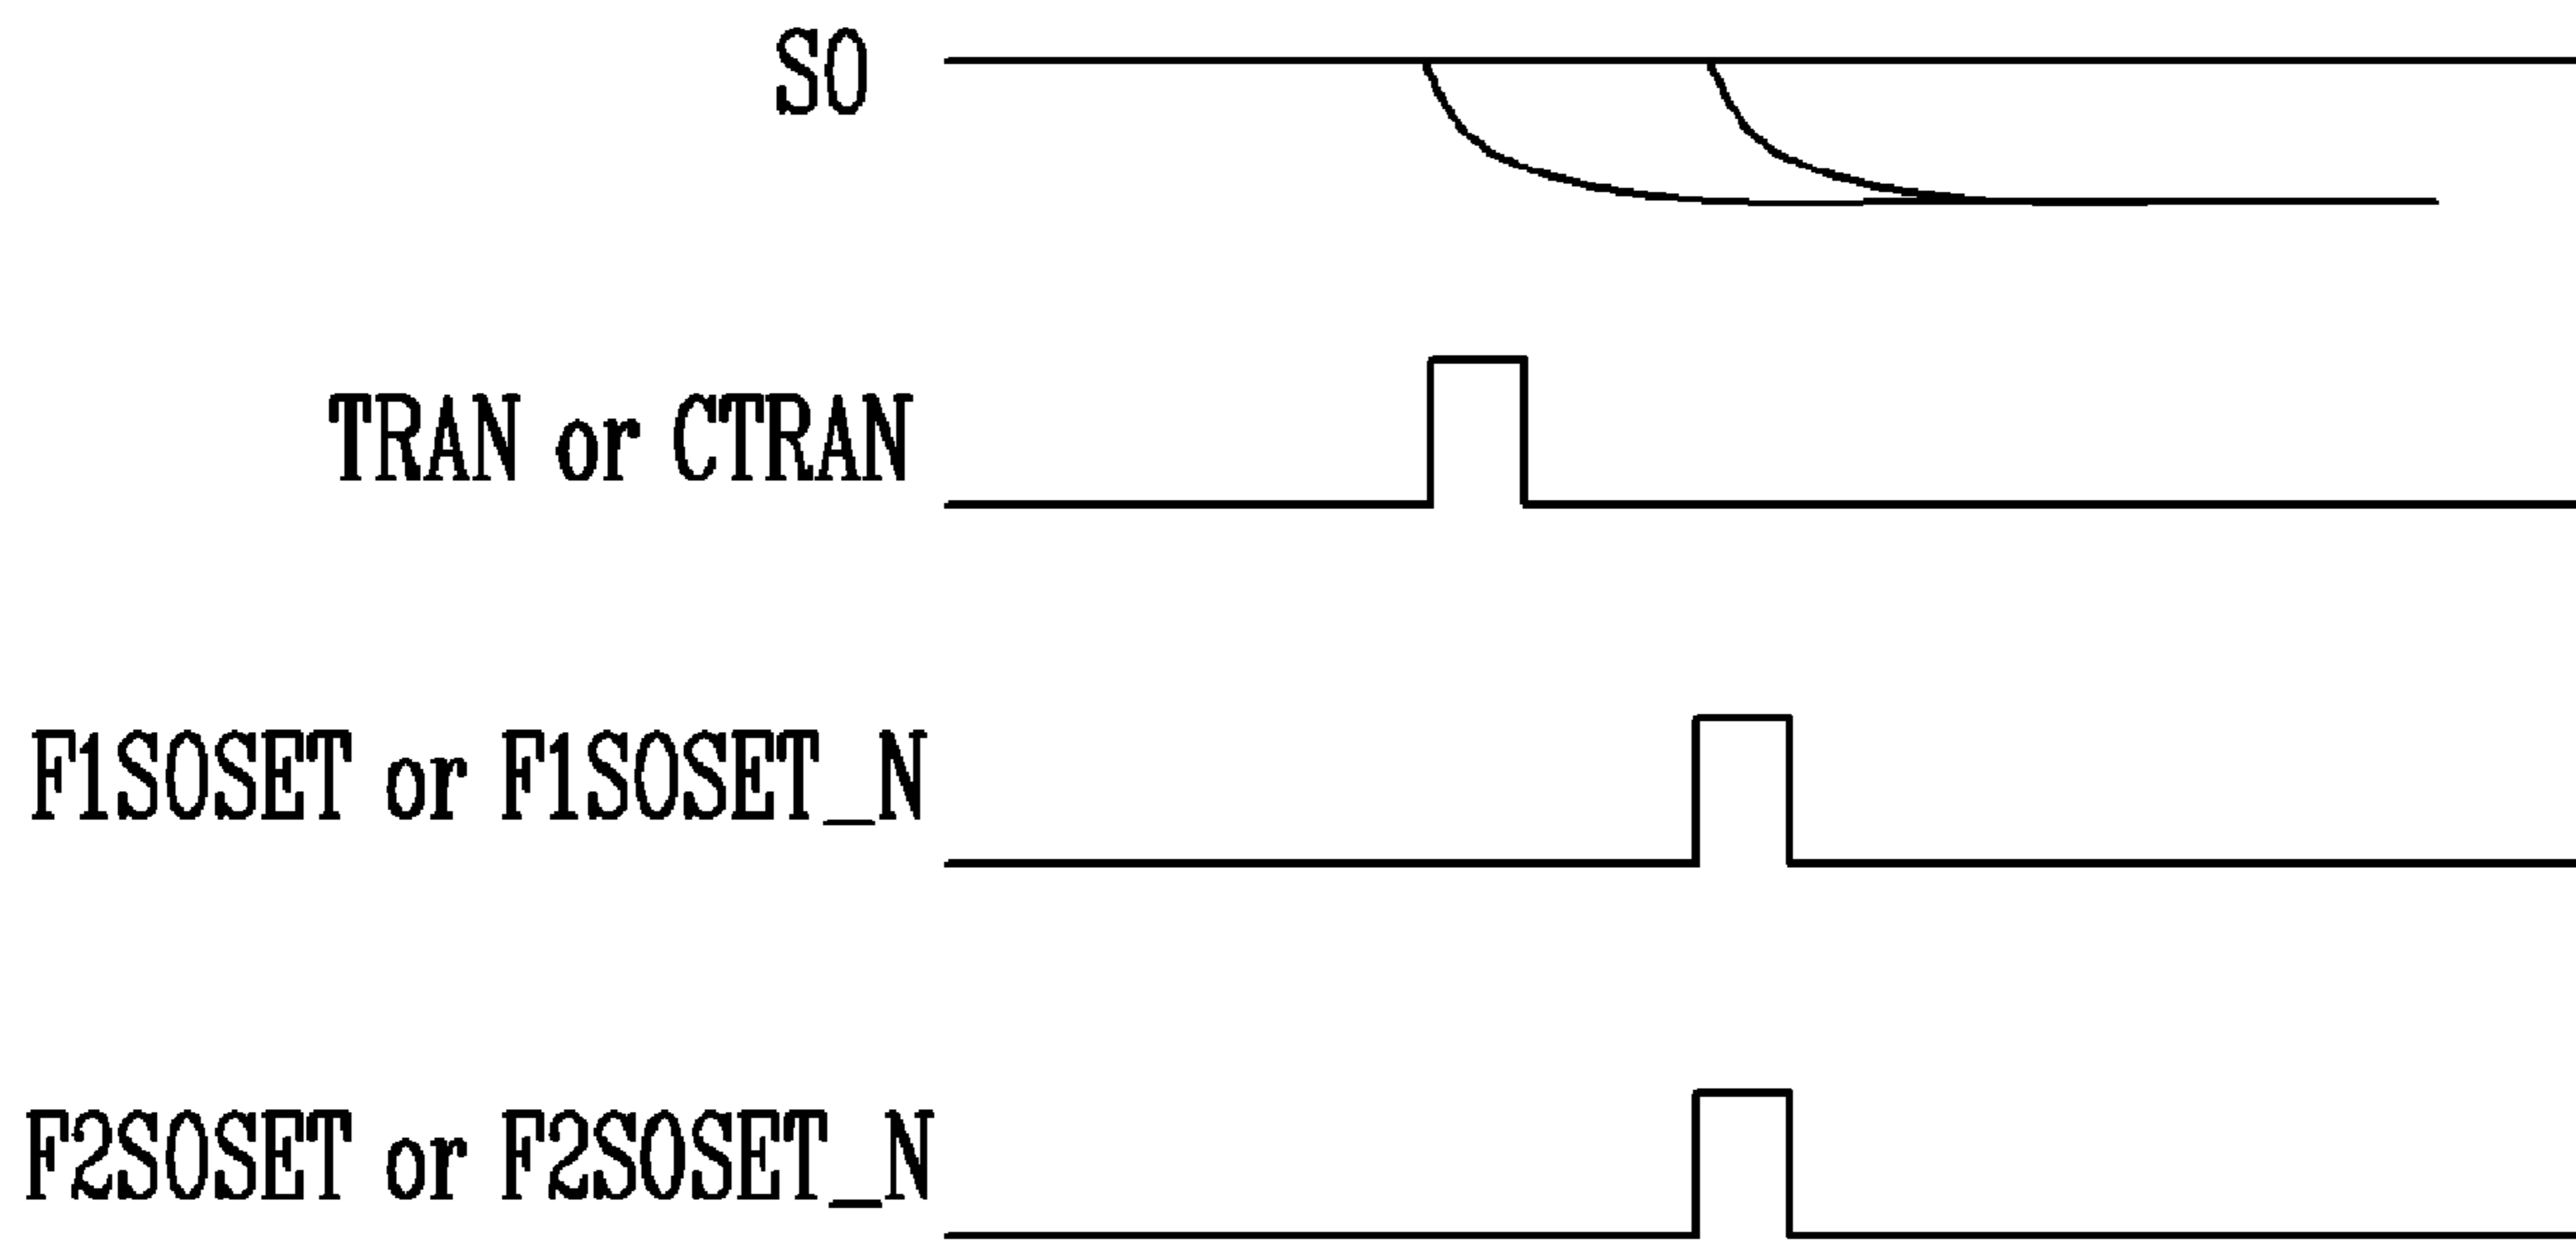 SO
TRAN or CTRAN
F1SOSET or F1SOSET_N
F2SOSET or F2SOSET_N